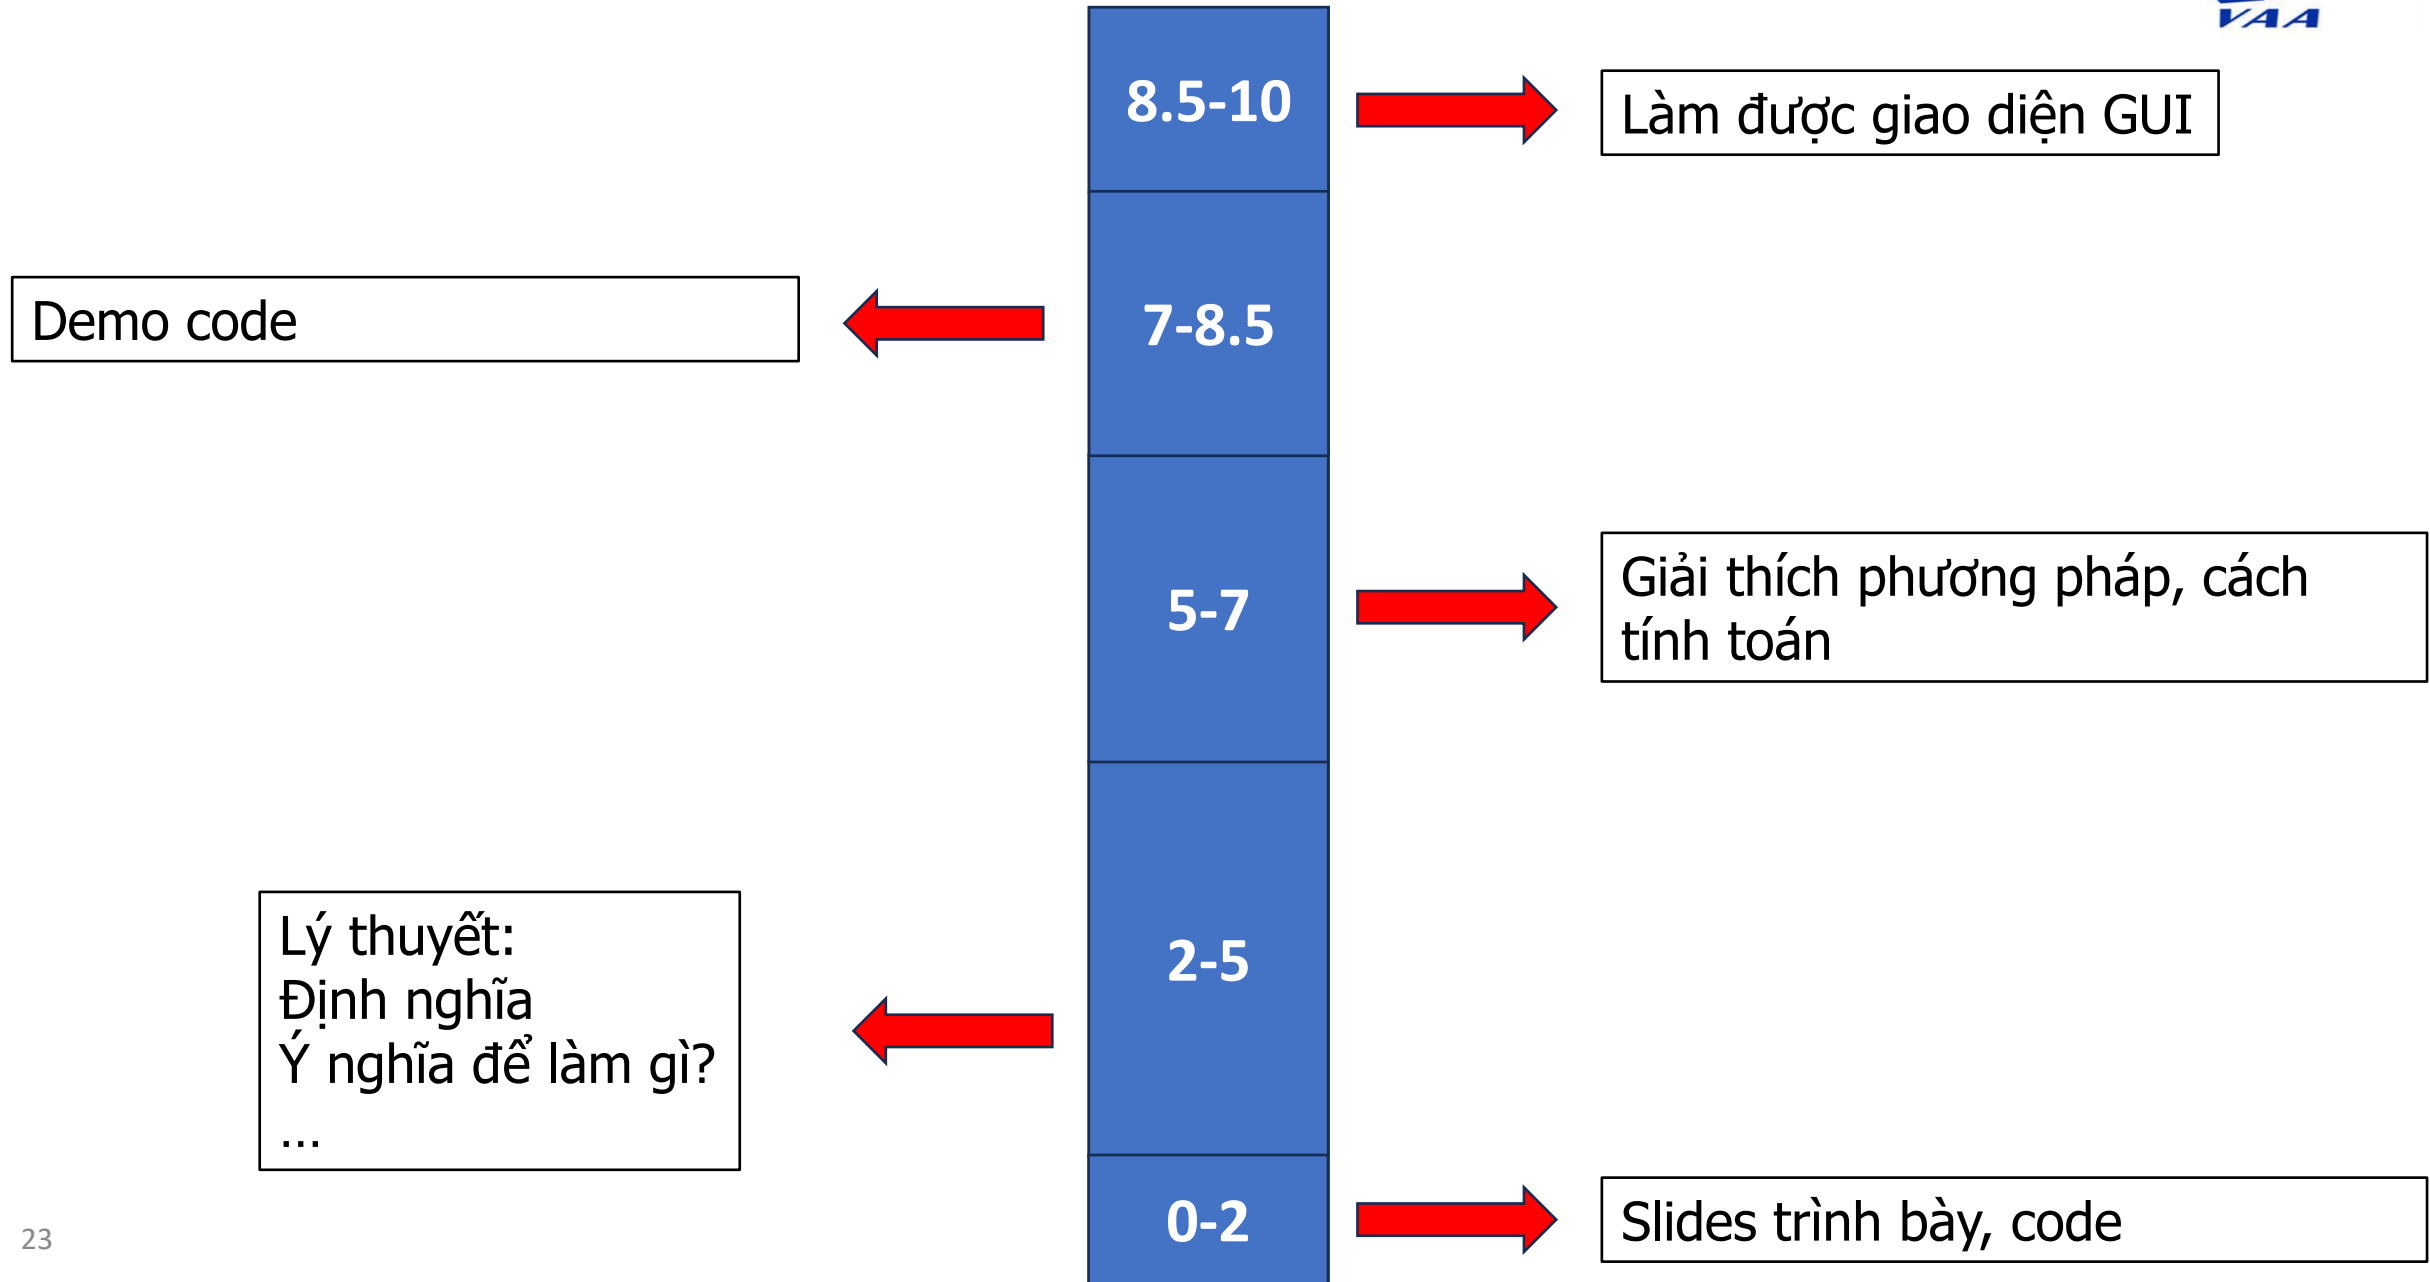 VAA
8.5-10
Làm được giao diện GUI
Demo code
7-8.5
5-7
Giải thích phương pháp, cách
tính toán
Lý thuyết:
Định nghĩa
Ý nghĩa để làm gì?
...
2-5
0-2
Slides trình bày, code
23